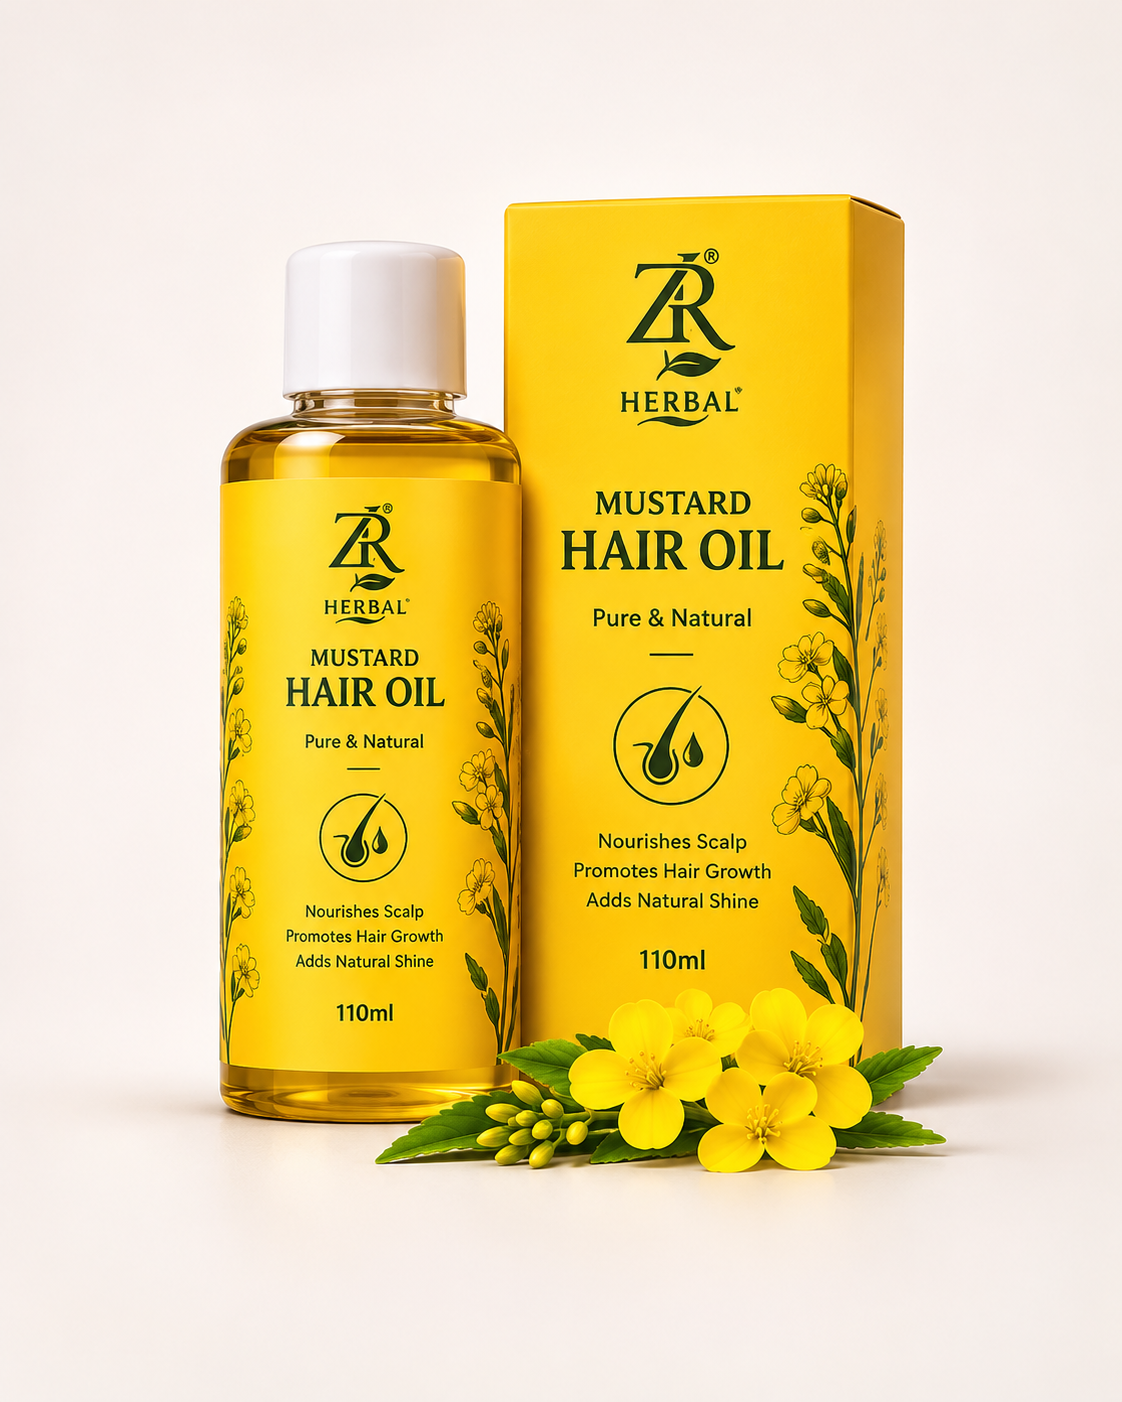 ZR®
HERBAL®
MUSTARD
HAIR OIL
Pure & Natural
Nourishes Scalp
Promotes Hair Growth
Adds Natural Shine
110ml
ZR®
HERBAL®
MUSTARD
HAIR OIL
Pure & Natural
Nourishes Scalp
Promotes Hair Growth
Adds Natural Shine
110ml